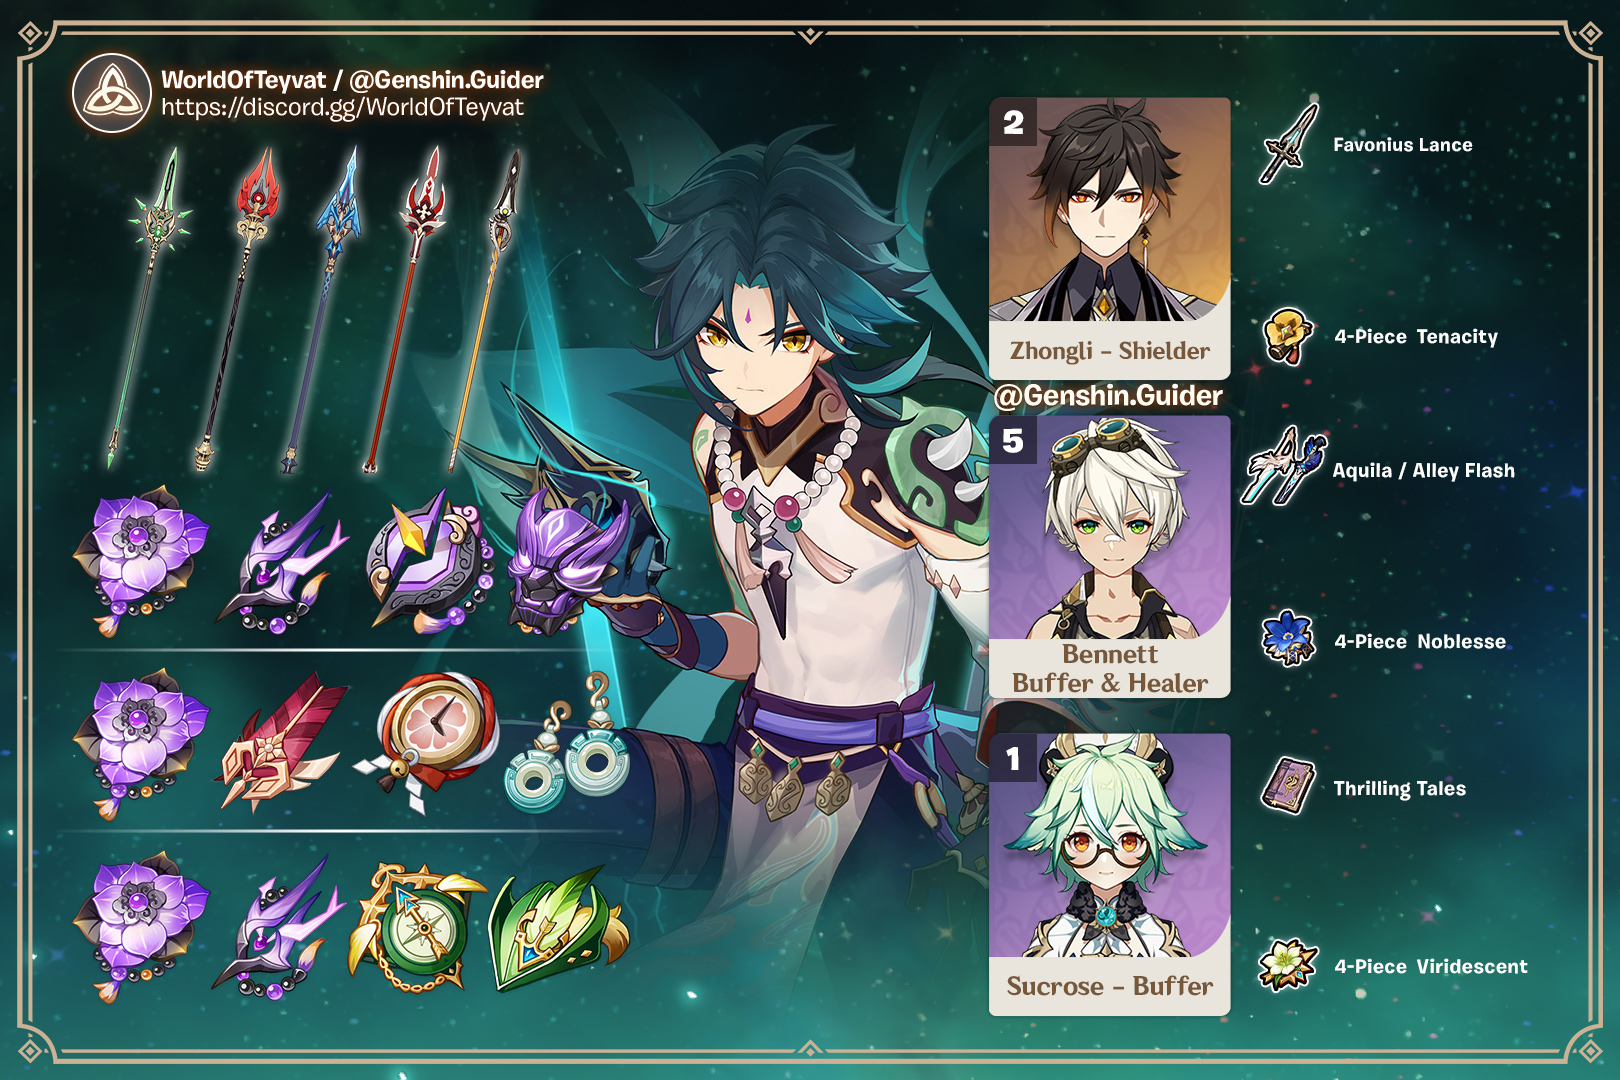 WorldOfTeyvat / @Genshin.Guider
https://discord.gg/WorldOfTeyvat
2
Zhongli - Shielder
Favonius Lance
4-Piece Tenacity
@Genshin.Guider
5
Bennett
Buffer & Healer
Aquila / Alley Flash
4-Piece Noblesse
1
Sucrose - Buffer
Thrilling Tales
4-Piece Viridescent